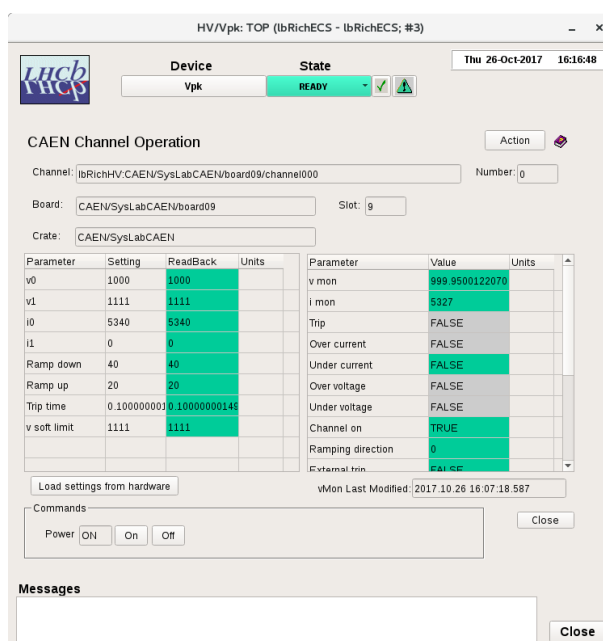 HV/Vpk: TOP (lbRichECS - lbRichECS; #3)
LHCb
ΓHCp
Device State
Thu 26-Oct-2017 16:16:48
Vpk READY
CAEN Channel Operation
Action
Channel: lbRichHV:CAEN/SysLabCAEN/board09/channel000 Number: 0
Board: CAEN/SysLabCAEN/board09 Slot: 9
Crate: CAEN/SysLabCAEN
Parameter Setting ReadBack Units
v0 1000 1000
v1 1111 1111
i0 5340 5340
i1 0 0
Ramp down 40 40
Ramp up 20 20
Trip time 0.10000000 0.10000000149
v soft limit 1111 1111
Parameter Value Units
v mon 999.9500122070
i mon 5327
Trip FALSE
Over current FALSE
Under current FALSE
Over voltage FALSE
Under voltage FALSE
Channel on TRUE
Ramping direction 0
External trip FALSE
Load settings from hardware
vMon Last Modified: 2017.10.26 16:07:18.587
Commands
Power ON On Off
Close
Messages
Close